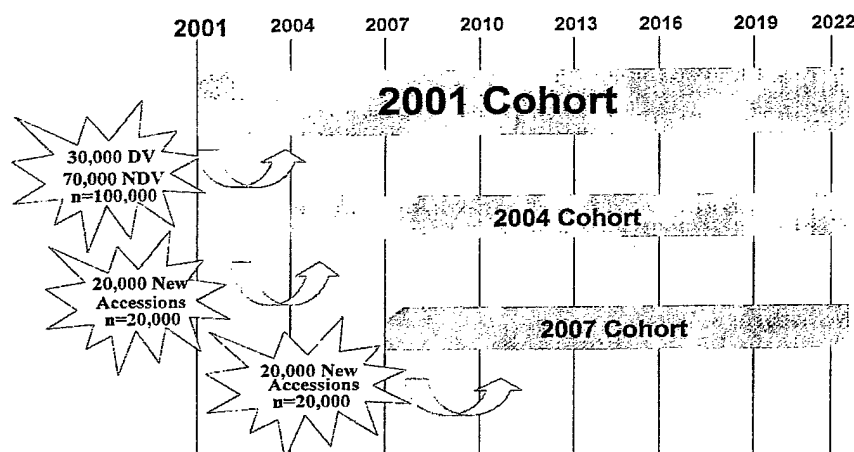 2001 2004 2007 2010 2013 2016 2019 2022
2001 Cohort
30,000 DV
70,000 NDV
n=100,000
2004 Cohort
20,000 New
Accessions
n=20,000
2007 Cohort
20,000 New
Accessions
n=20,000